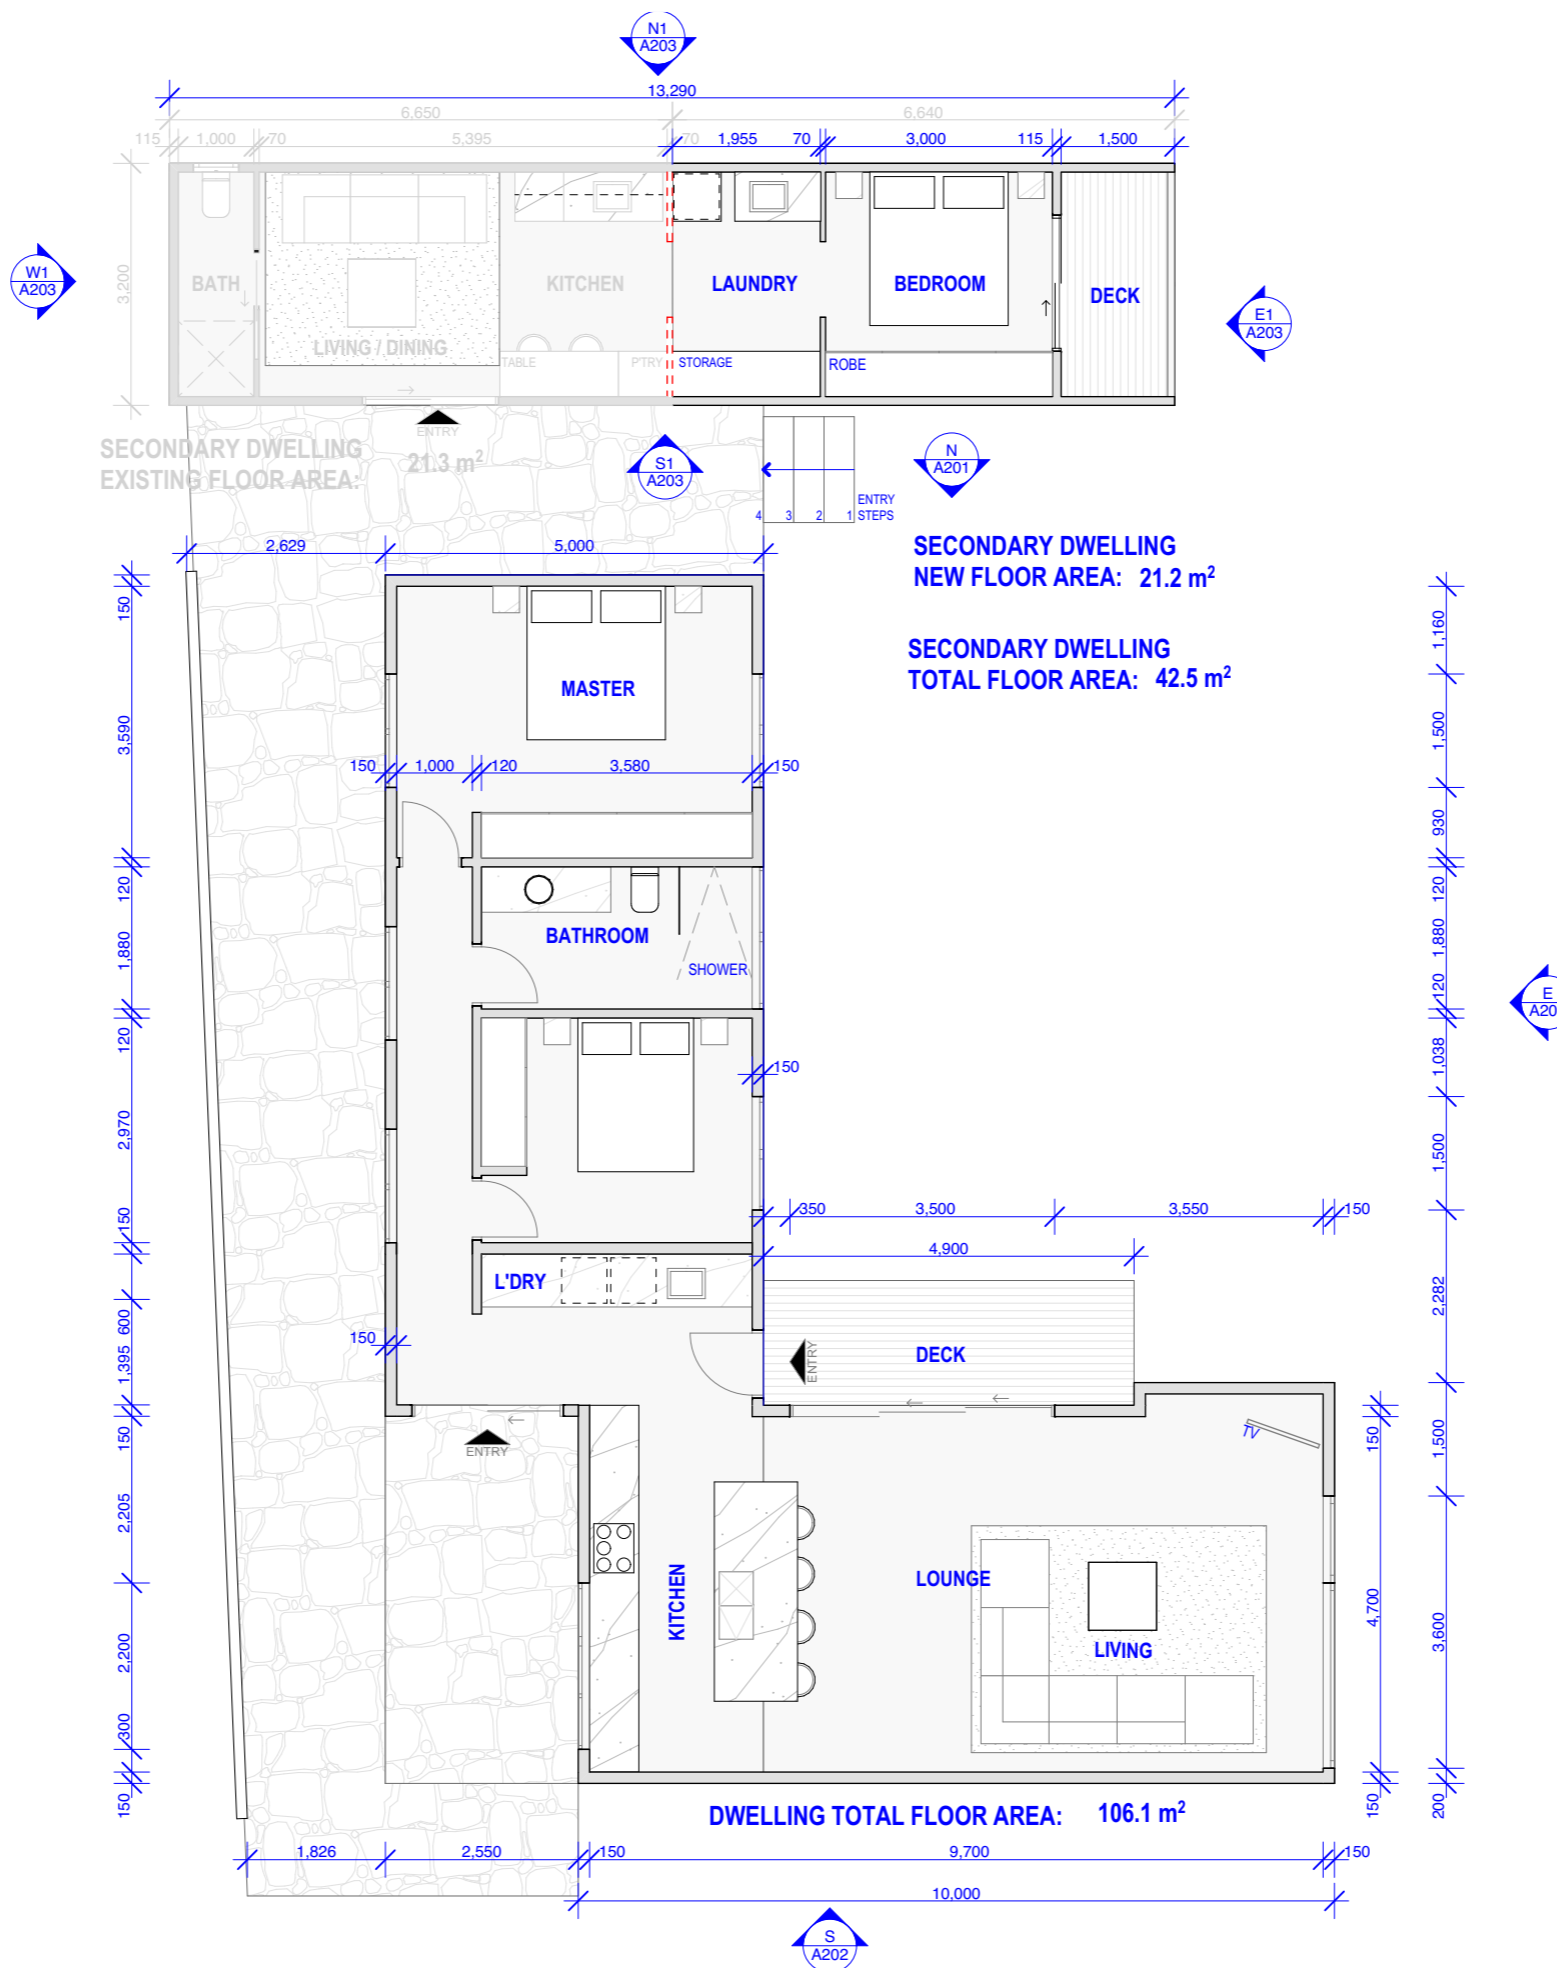 N1
A203
13,290
6,650
6,640
115
1,000
70
5,395
70
1,955
70
3,000
115
1,500
3,200
W1
A203
BATH
LIVING / DINING
KITCHEN
TABLE
P'TRY
LAUNDRY
STORAGE
BEDROOM
ROBE
DECK
E1
A203
ENTRY
SECONDARY DWELLING
EXISTING FLOOR AREA:
21.3 m²
S1
A203
4
3
2
1
ENTRY
STEPS
N
A201
SECONDARY DWELLING
NEW FLOOR AREA: 21.2 m²
SECONDARY DWELLING
TOTAL FLOOR AREA: 42.5 m²
2,629
5,000
150
3,590
120
1,880
120
2,970
150
600
1,395
150
2,205
2,200
300
150
MASTER
150
1,000
120
3,580
150
BATHROOM
SHOWER
150
L'DRY
150
350
3,500
3,550
150
4,900
DECK
ENTRY
ENTRY
TV
KITCHEN
LOUNGE
LIVING
1,160
1,500
930
120
1,880
120
1,038
1,500
2,282
1,500
3,600
200
150
4,700
150
E
A20
DWELLING TOTAL FLOOR AREA: 106.1 m²
1,826
2,550
150
9,700
150
10,000
S
A202